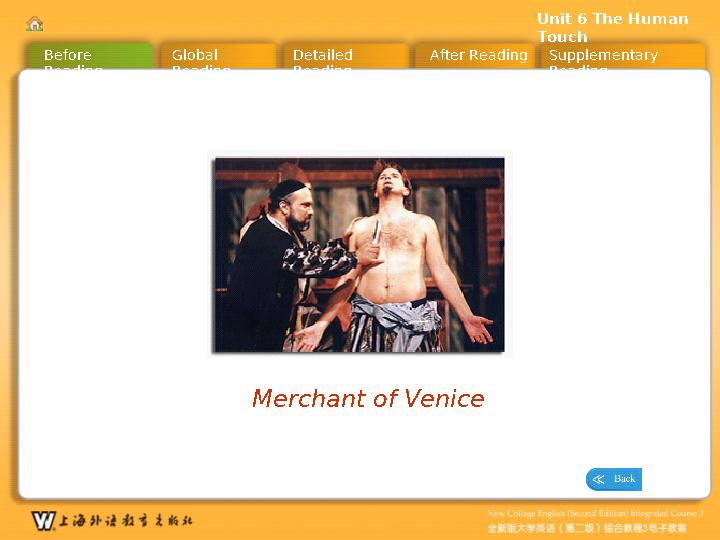 Unit 6 The Human
Touch
Before
Reading
Global
Reading
Detailed
Reading
After Reading
Supplementary
Reading
Merchant of Venice
Back
上海外语教育出版社
New College English (Second Edition) Integrated Course 3
全新版大学英语（第二版）综合教程3电子教案